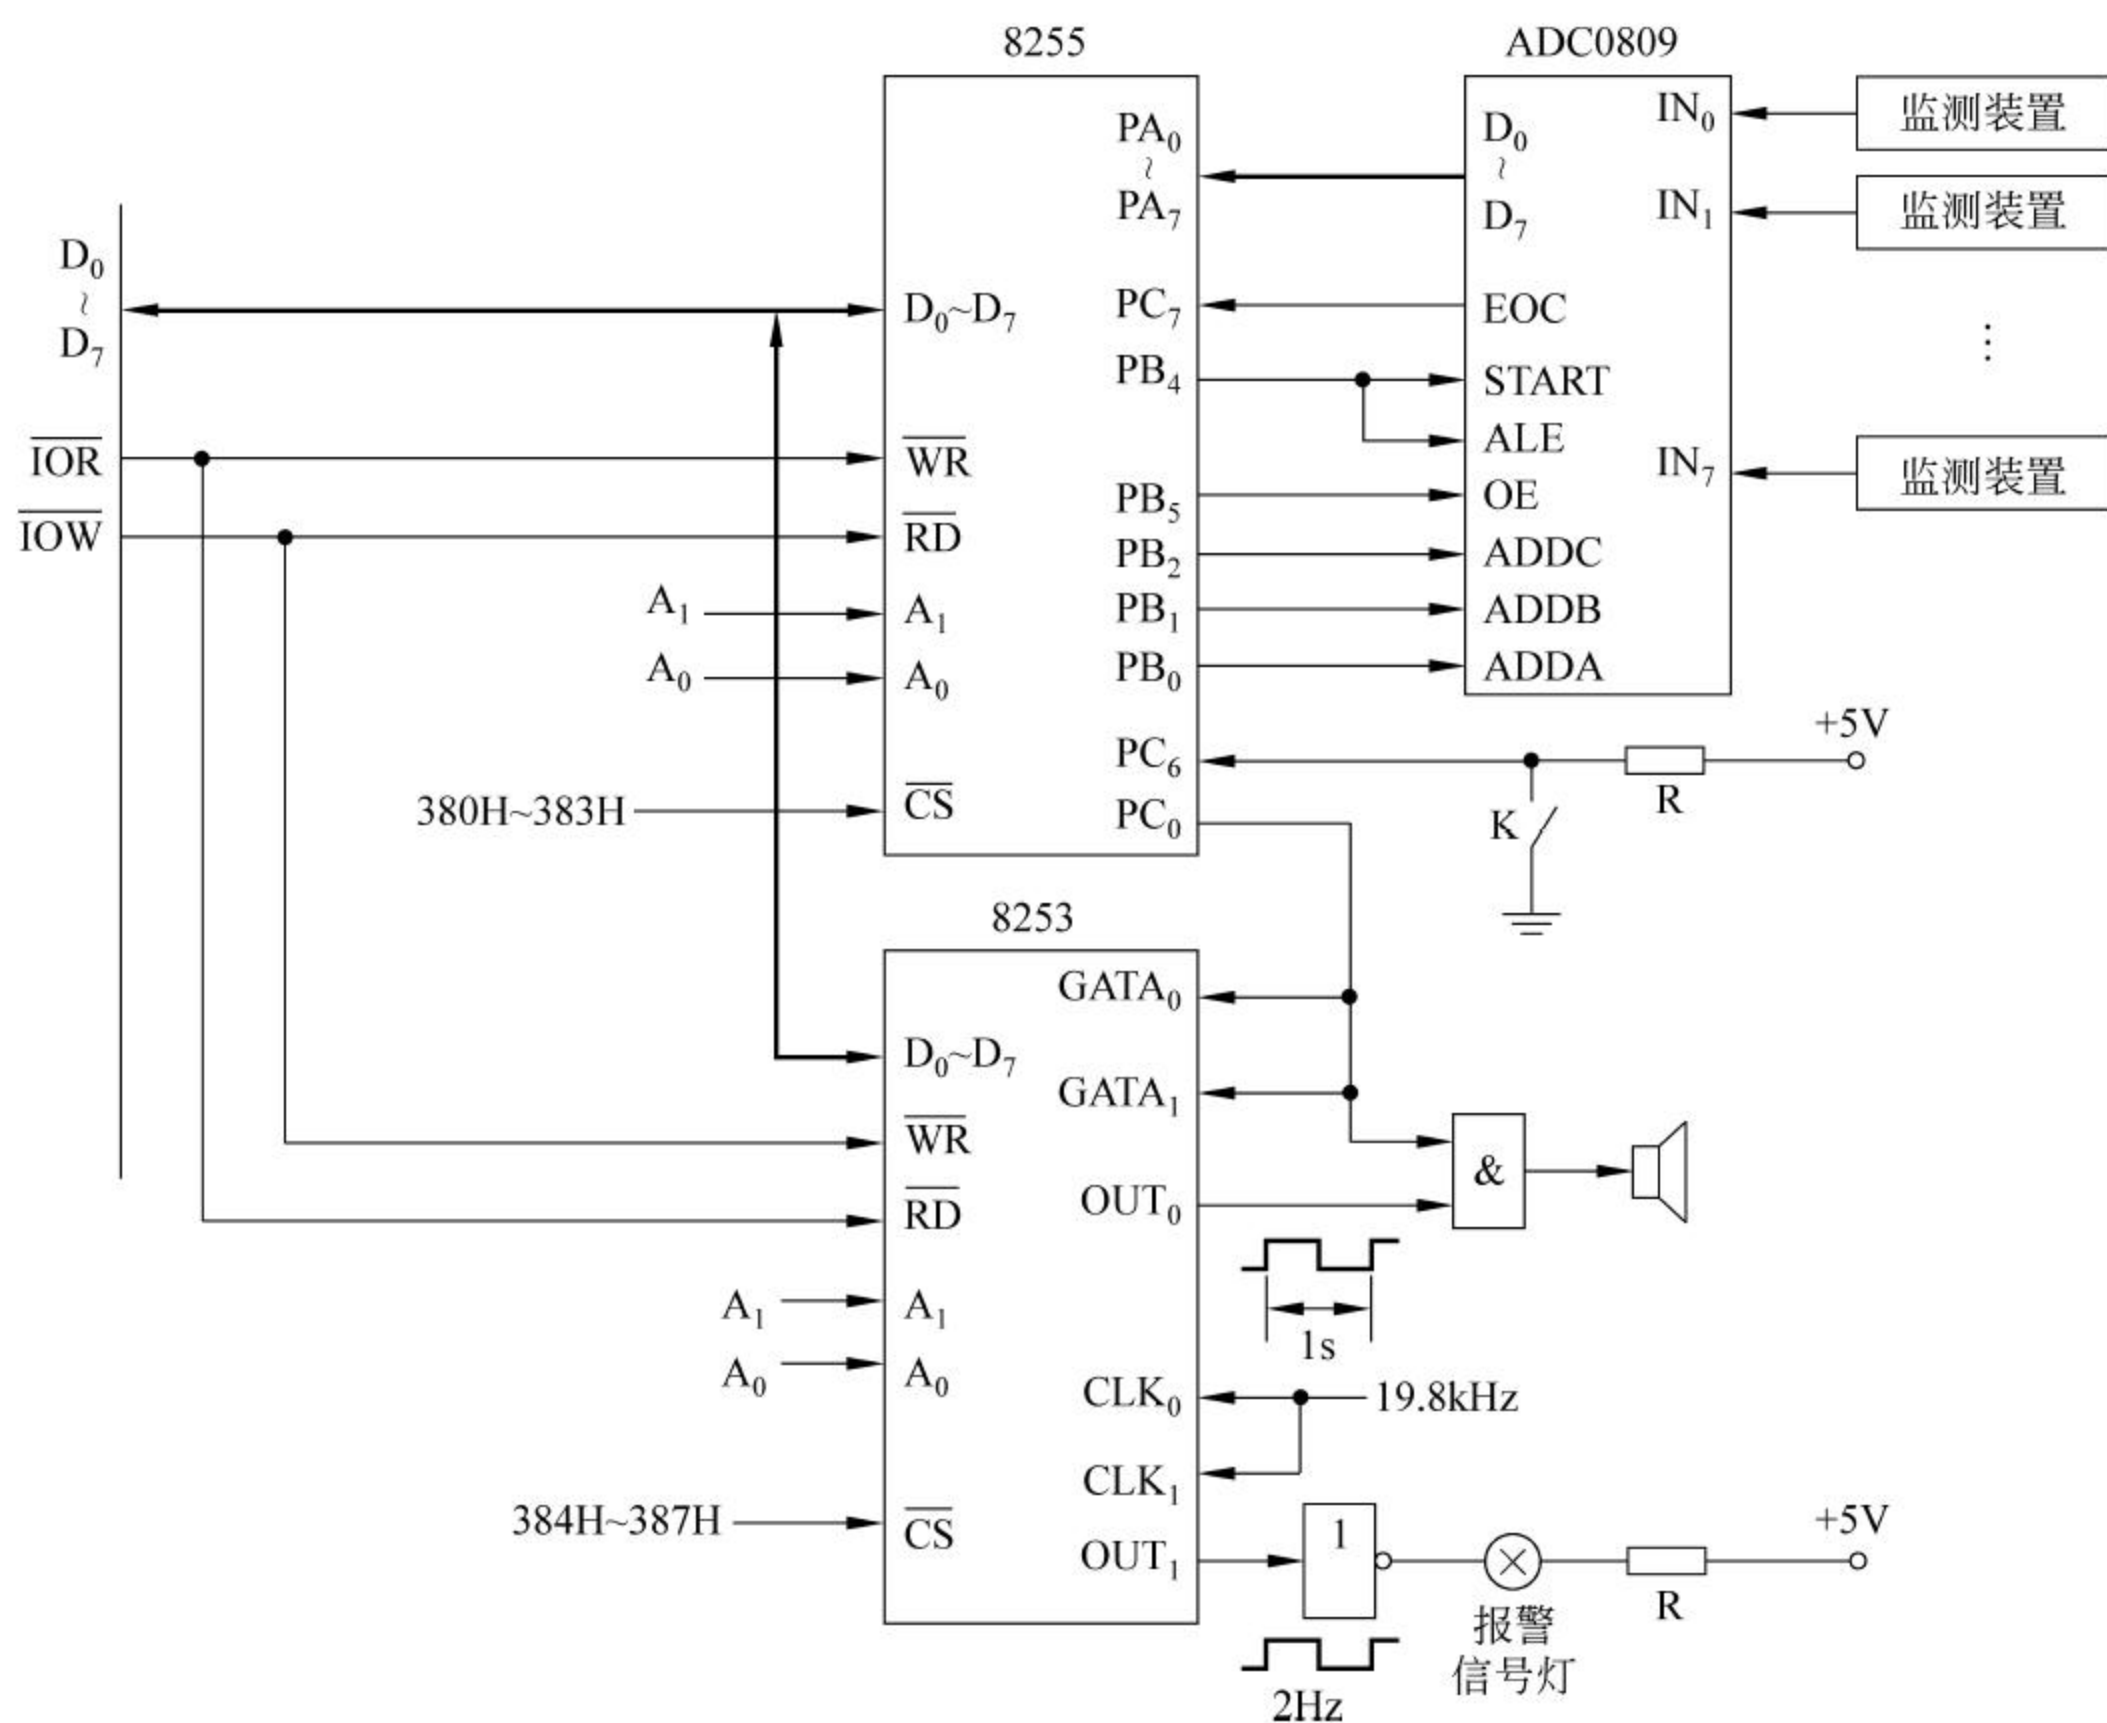 8255
ADC0809
PA0
~
PA7
D0
~
D7
IN0
监测装置
IN1
监测装置
D0
~
D7
D0~D7
PC7
EOC
⋮
PB4
START
ALE
IOR
WR
IN7
监测装置
PB5
OE
IOW
RD
PB2
ADDC
A1
A1
PB1
ADDB
A0
A0
PB0
ADDA
+5V
PC6
R
380H~383H
CS
PC0
K
8253
GATA0
D0~D7
GATA1
WR
&
RD
OUT0
A1
A1
1s
A0
A0
CLK0
19.8kHz
CLK1
384H~387H
CS
1
+5V
OUT1
R
报警
信号灯
2Hz